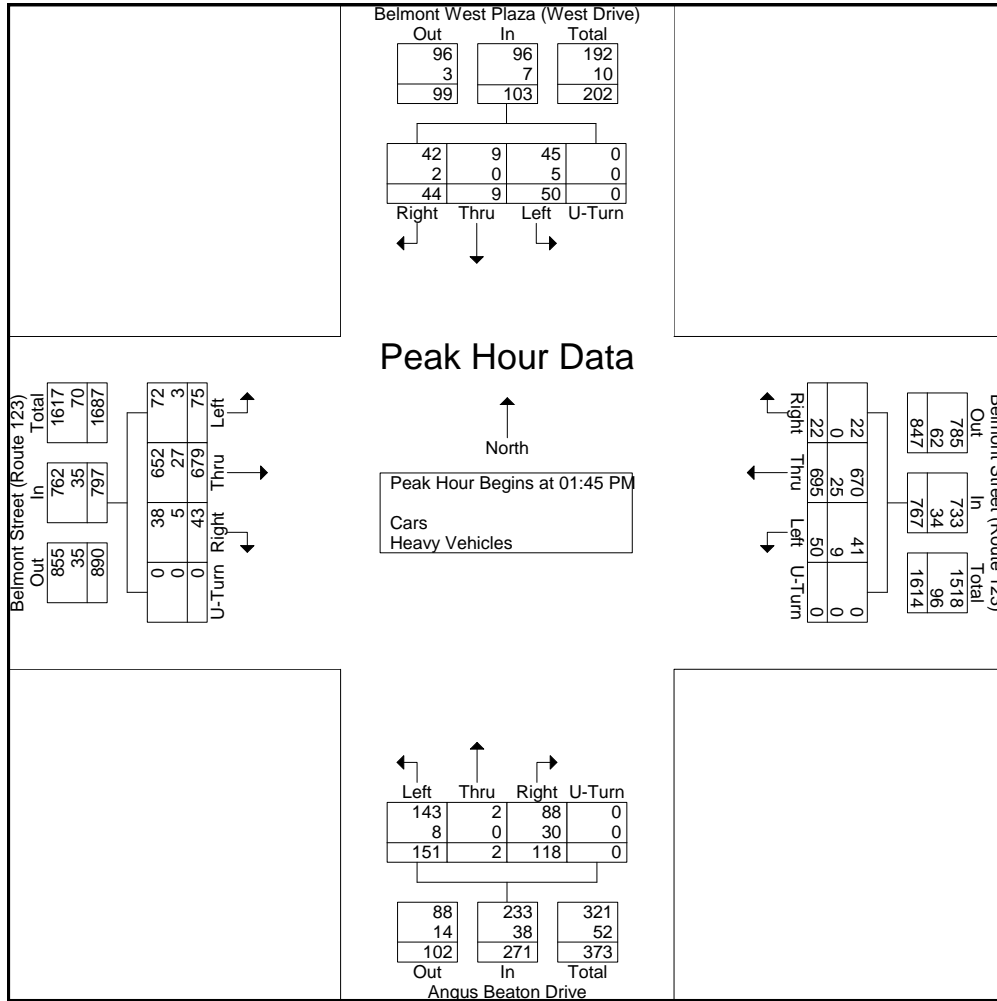 Belmont West Plaza (West Drive)
Out In Total
96 96 192
3 7 10
99 103 202
42 9 45 0
2 0 5 0
44 9 50 0
Right Thru Left U-Turn
Peak Hour Data
North
Peak Hour Begins at 01:45 PM
Cars
Heavy Vehicles
Belmont Street (Route 123)
Total In Out
1617 762 855
70 35 35
1687 797 890
72 652 38 0
3 27 5 0
75 679 43 0
Left Thru Right U-Turn
Belmont Street (Route 123)
Out In Total
785 733 1518
62 34 96
847 767 1614
22 670 41 0
0 25 9 0
22 695 50 0
Right Thru Left U-Turn
Left Thru Right U-Turn
143 2 88 0
8 0 30 0
151 2 118 0
88 233 321
14 38 52
102 271 373
Out In Total
Angus Beaton Drive